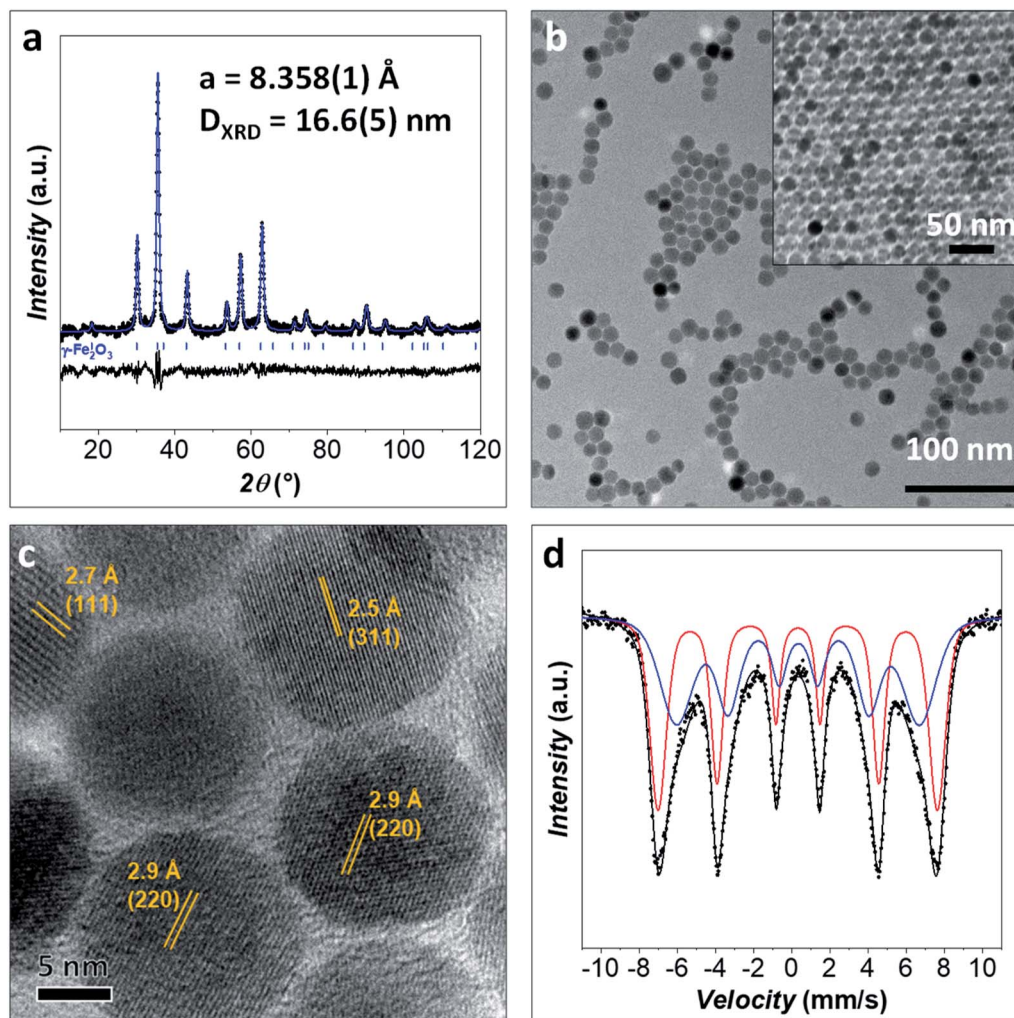 a
a = 8.358(1) Å
D_XRD = 16.6(5) nm
Intensity (a.u.)
γ-Fe₂O₃
20 40 60 80 100 120
2θ (°)
b
50 nm
100 nm
c
2.7 Å
(111)
2.5 Å
(311)
2.9 Å
(220)
2.9 Å
(220)
5 nm
d
Intensity (a.u.)
-10 -8 -6 -4 -2 0 2 4 6 8 10
Velocity (mm/s)